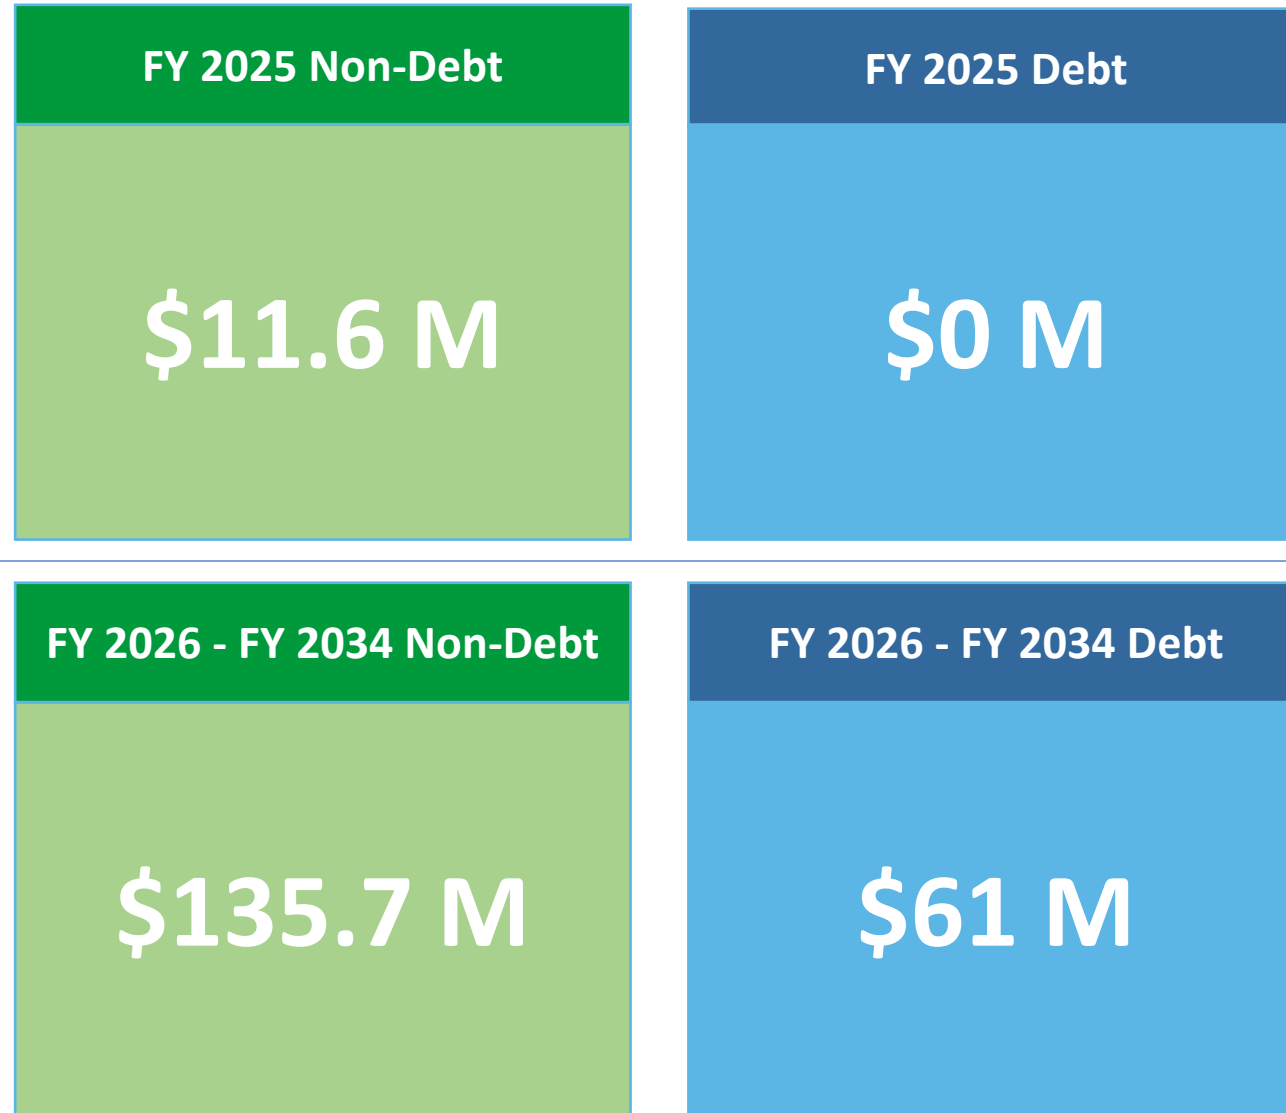 FY 2025 Non-Debt
$11.6 M
FY 2025 Debt
$0 M
FY 2026 - FY 2034 Non-Debt
$135.7 M
FY 2026 - FY 2034 Debt
$61 M